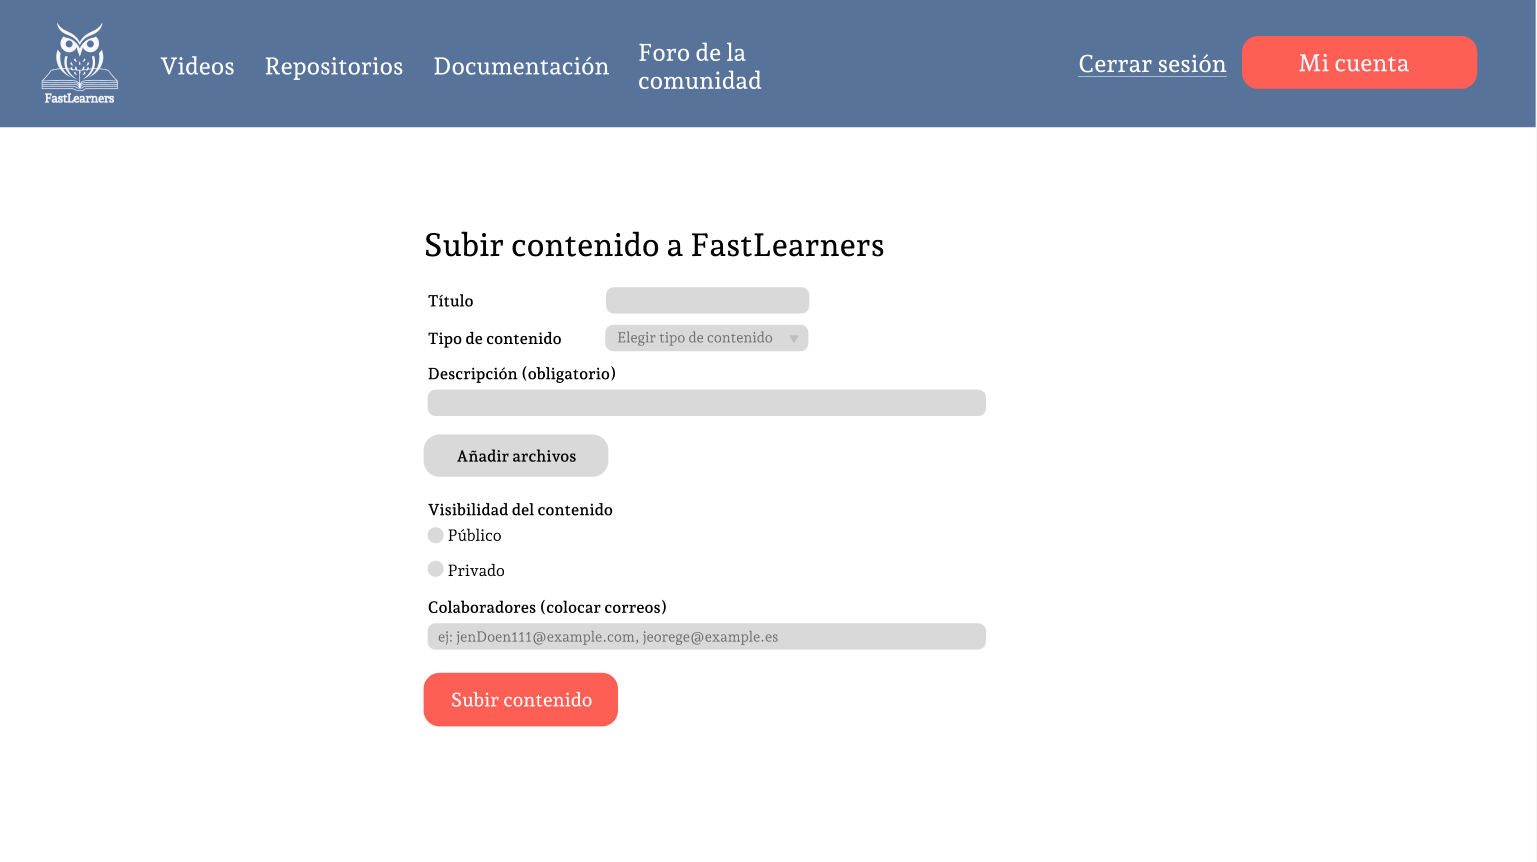 FastLearners
Videos
Repositorios
Documentación
Foro de la
comunidad
Cerrar sesión
Mi cuenta
Subir contenido a FastLearners
Título
Tipo de contenido
Elegir tipo de contenido
Descripción (obligatorio)
Añadir archivos
Visibilidad del contenido
Público
Privado
Colaboradores (colocar correos)
ej: jenDoen111@example.com, jeorege@example.es
Subir contenido